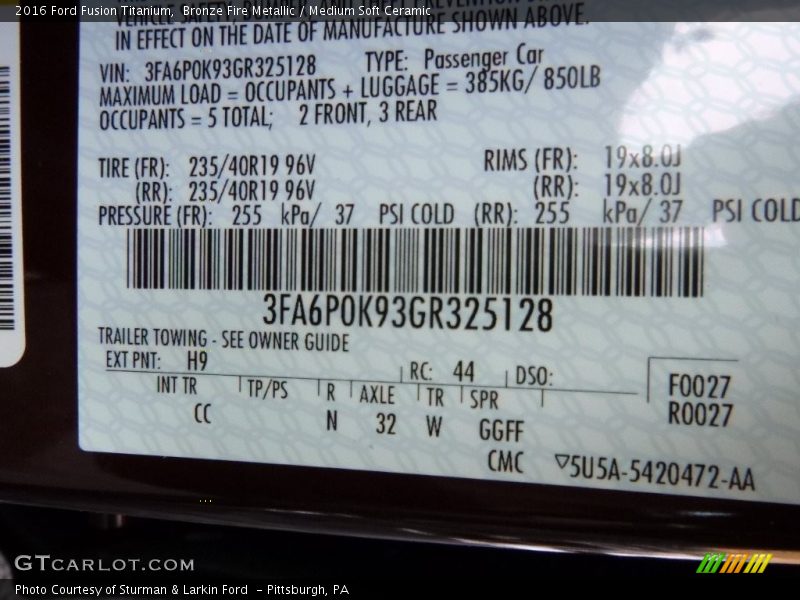 2016 Ford Fusion Titanium, Bronze Fire Metallic / Medium Soft Ceramic
IN EFFECT ON THE DATE OF MANUFACTURE SHOWN ABOVE.
VIN: 3FA6P0K93GR325128 TYPE: Passenger Car
MAXIMUM LOAD = OCCUPANTS + LUGGAGE = 385KG/ 850LB
OCCUPANTS = 5 TOTAL; 2 FRONT, 3 REAR
TIRE (FR): 235/40R19 96V RIMS (FR): 19x8.0J
(RR): 235/40R19 96V (RR): 19x8.0J
PRESSURE (FR): 255 kPa/ 37 PSI COLD (RR): 255 kPa/ 37 PSI COLD
3FA6P0K93GR325128
TRAILER TOWING - SEE OWNER GUIDE
EXT PNT: H9 RC: 44 DSO:
INT TR TP/PS R AXLE TR SPR F0027
CC N 32 W GGFF R0027
CMC ▽5U5A-5420472-AA
GTCARLOT.COM
Photo Courtesy of Sturman & Larkin Ford - Pittsburgh, PA